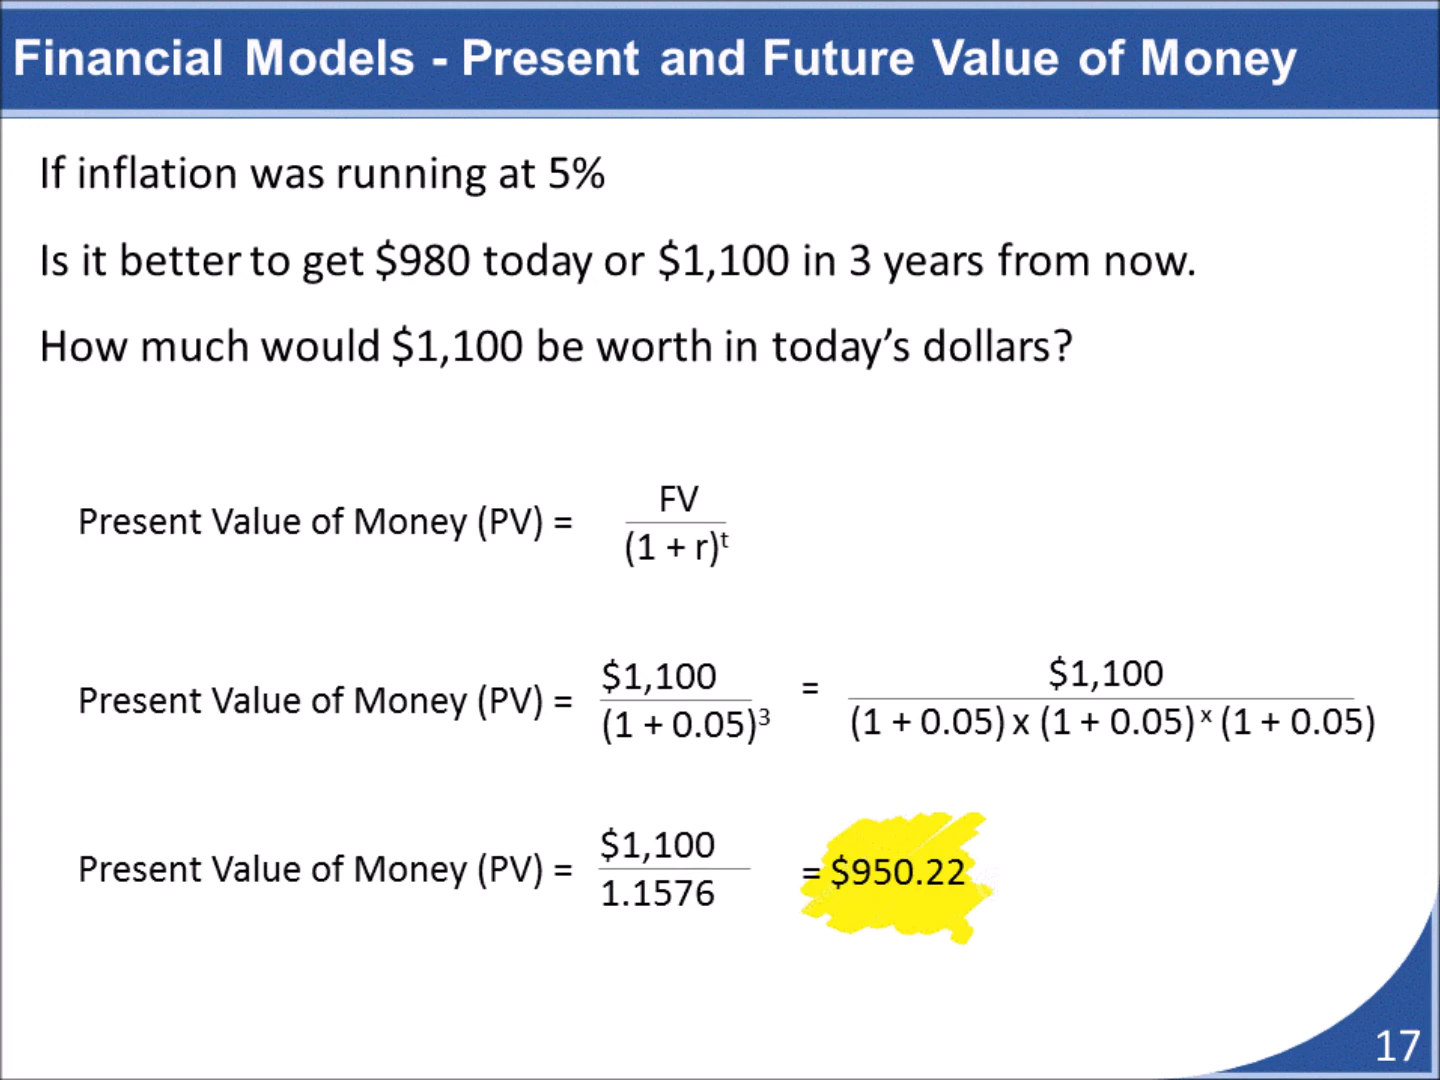 Financial Models - Present and Future Value of Money
If inflation was running at 5%
Is it better to get $980 today or $1,100 in 3 years from now.
How much would $1,100 be worth in today’s dollars?
Present Value of Money (PV) =
FV
(1 + r)ᵗ
Present Value of Money (PV) =
$1,100
(1 + 0.05)³
=
$1,100
(1 + 0.05) x (1 + 0.05) ˣ (1 + 0.05)
Present Value of Money (PV) =
$1,100
1.1576
= $950.22
17